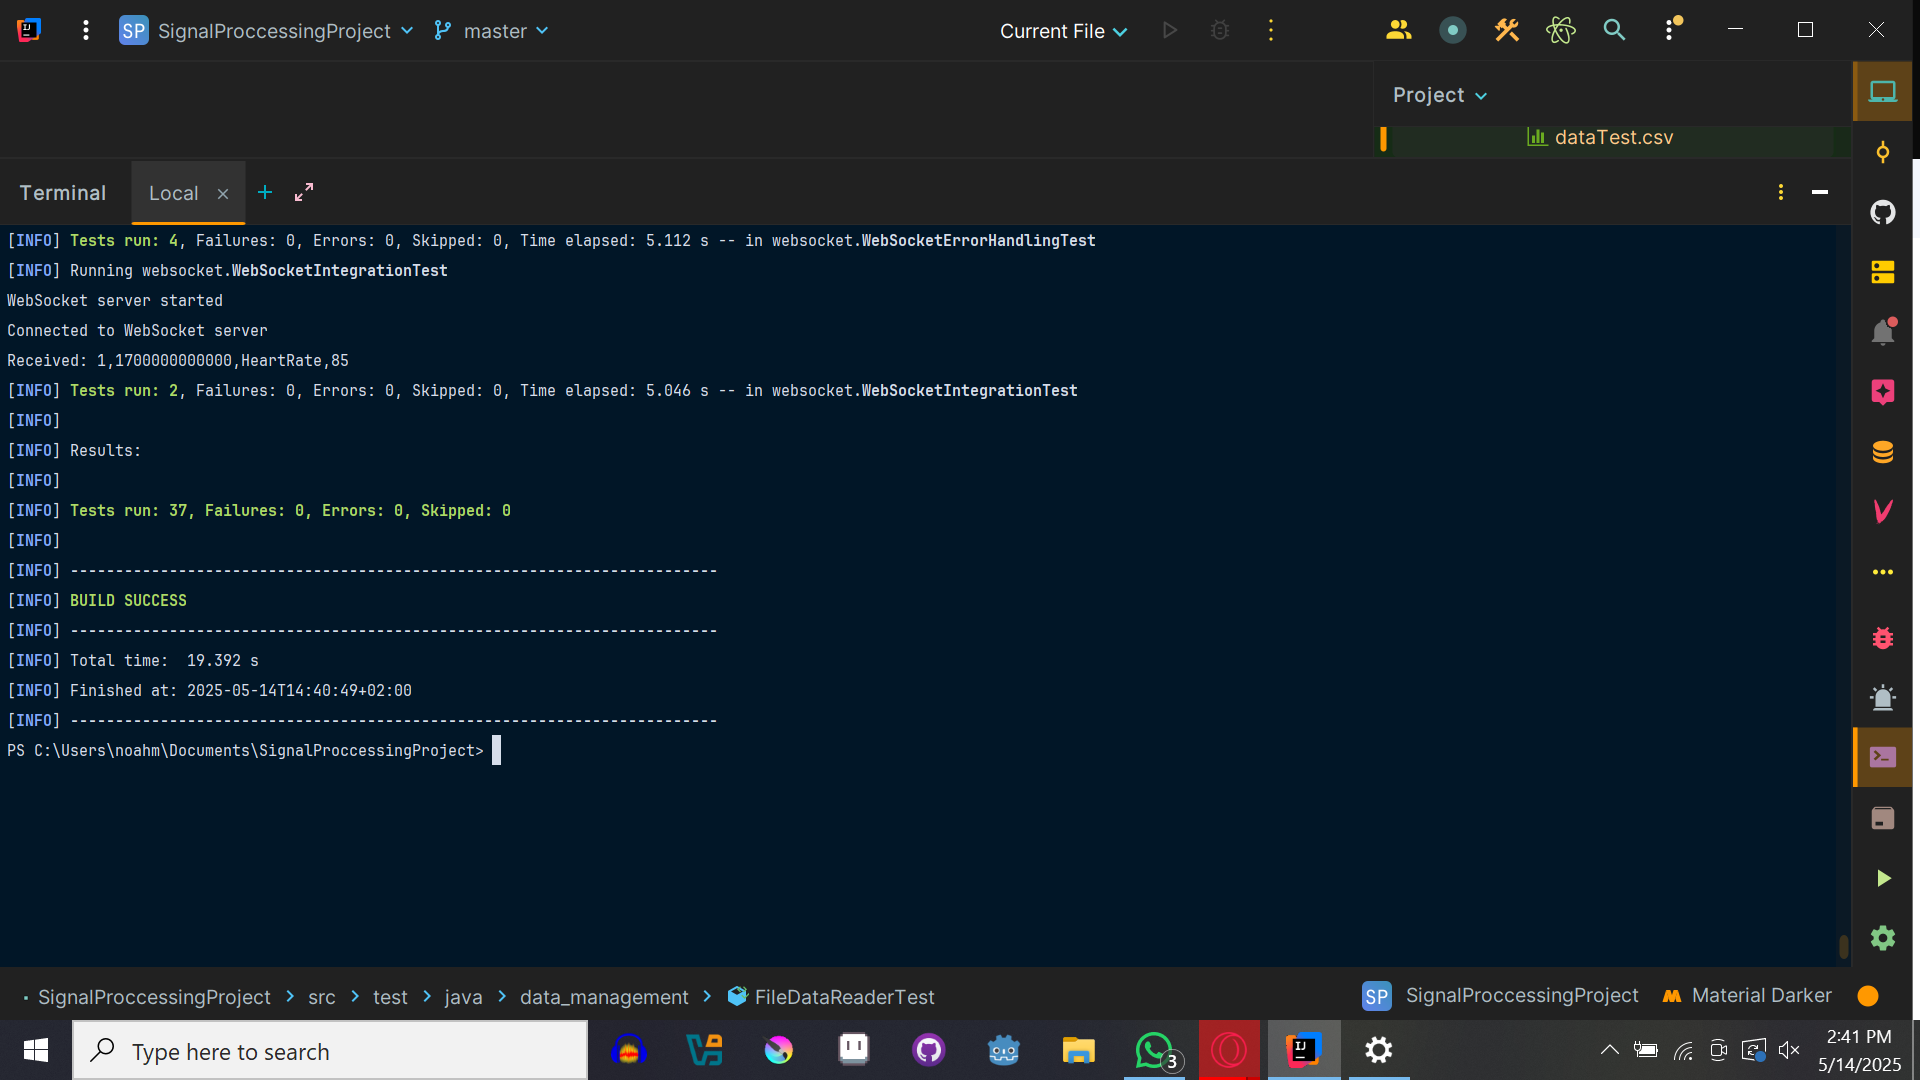 SP SignalProccessingProject master Current File
Project
dataTest.csv
Terminal Local
[INFO] Tests run: 4, Failures: 0, Errors: 0, Skipped: 0, Time elapsed: 5.112 s -- in websocket.WebSocketErrorHandlingTest
[INFO] Running websocket.WebSocketIntegrationTest
WebSocket server started
Connected to WebSocket server
Received: 1,1700000000000,HeartRate,85
[INFO] Tests run: 2, Failures: 0, Errors: 0, Skipped: 0, Time elapsed: 5.046 s -- in websocket.WebSocketIntegrationTest
[INFO]
[INFO] Results:
[INFO]
[INFO] Tests run: 37, Failures: 0, Errors: 0, Skipped: 0
[INFO]
[INFO] ------------------------------------------------------------------------
[INFO] BUILD SUCCESS
[INFO] ------------------------------------------------------------------------
[INFO] Total time:  19.392 s
[INFO] Finished at: 2025-05-14T14:40:49+02:00
[INFO] ------------------------------------------------------------------------
PS C:\Users\noahm\Documents\SignalProccessingProject>
SignalProccessingProject > src > test > java > data_management > FileDataReaderTest
SP SignalProccessingProject Material Darker
Type here to search
3
2:41 PM
5/14/2025